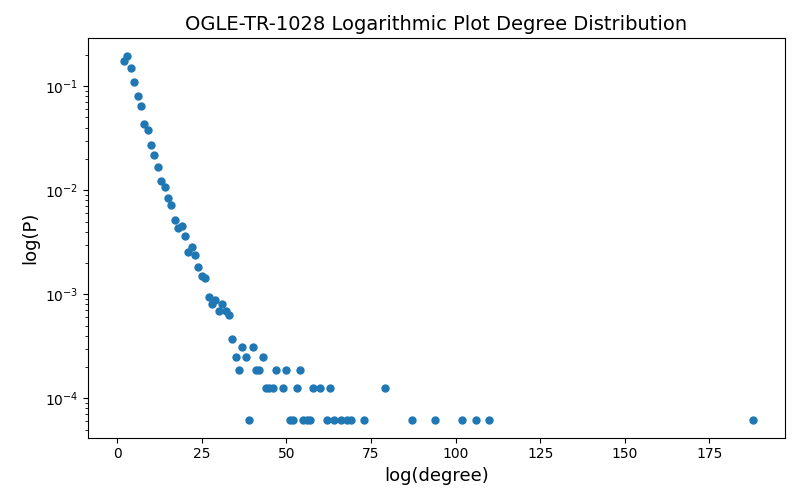 OGLE-TR-1028 Logarithmic Plot Degree Distribution
log(P)
10⁻¹
10⁻²
10⁻³
10⁻⁴
0 25 50 75 100 125 150 175
log(degree)